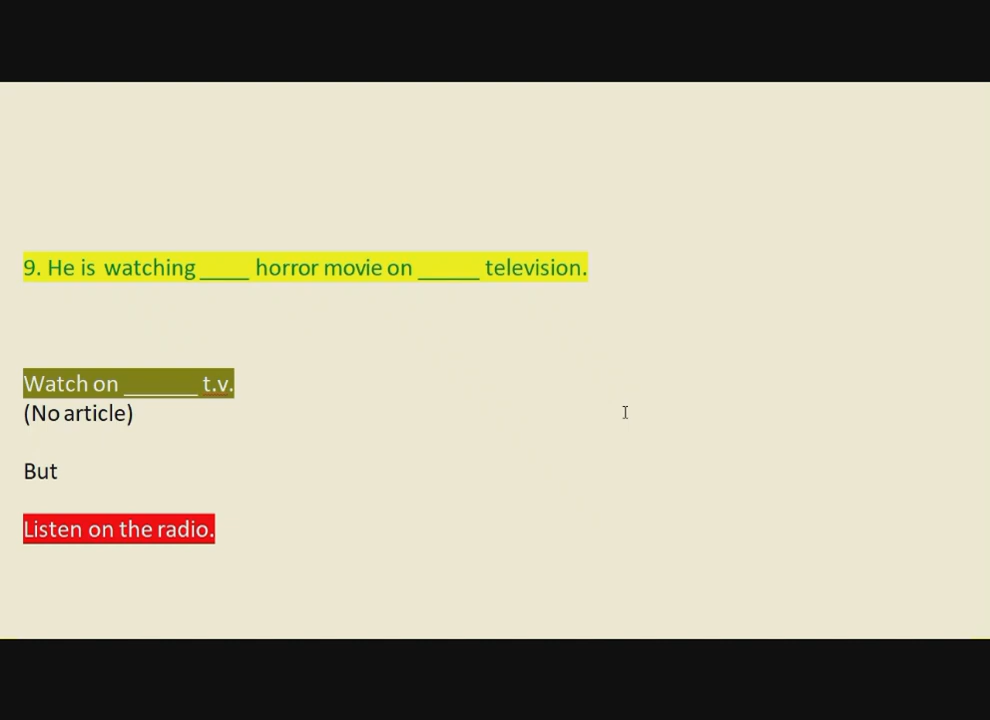 9. He is watching ____ horror movie on _____ television.
Watch on ______ t.v.
(No article)
But
Listen on the radio.